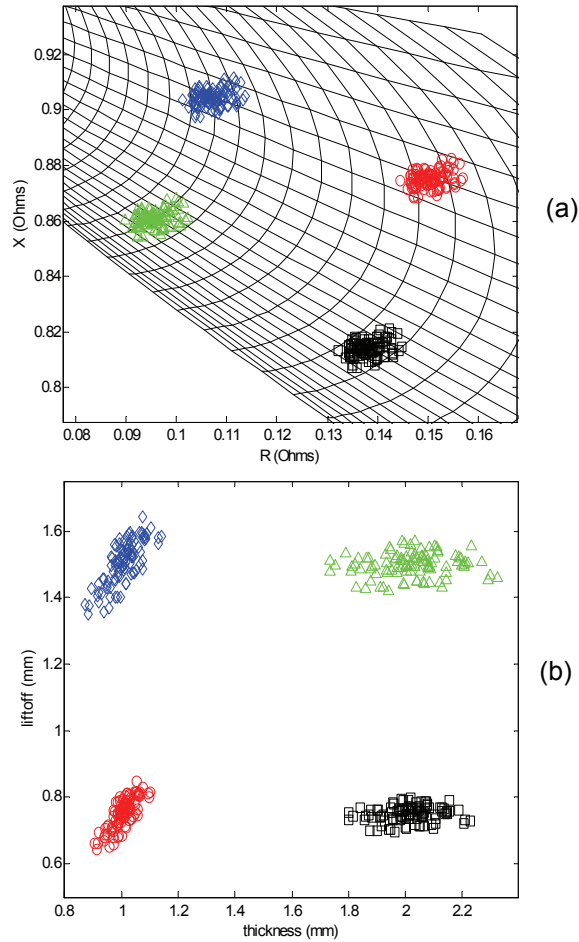 0.92
0.9
0.88
0.86
0.84
0.82
0.8
X (Ohms)
0.08 0.09 0.1 0.11 0.12 0.13 0.14 0.15 0.16
R (Ohms)
(a)
1.6
1.4
1.2
1
0.8
0.6
liftoff (mm)
0.8 1 1.2 1.4 1.6 1.8 2 2.2
thickness (mm)
(b)